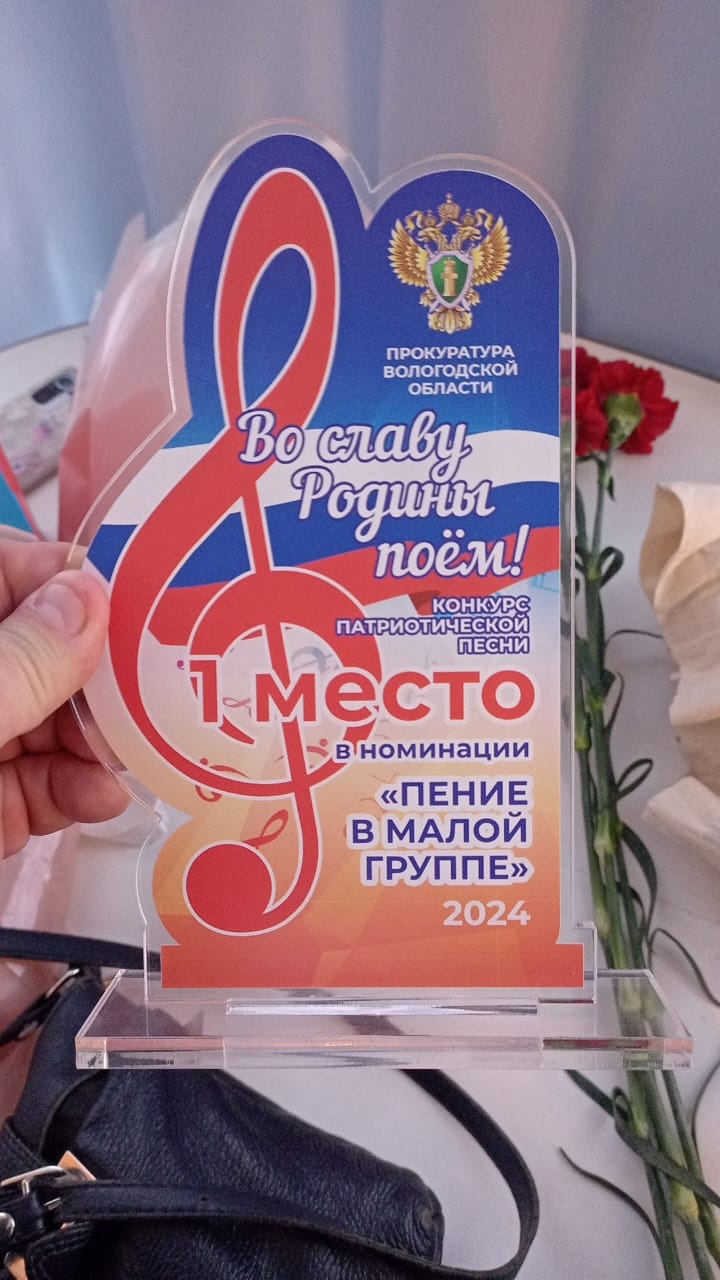 ПРОКУРАТУРА
ВОЛОГОДСКОЙ
ОБЛАСТИ
Во славу
Родины
поём!
КОНКУРС
ПАТРИОТИЧЕСКОЙ
ПЕСНИ
1 место
в номинации
«ПЕНИЕ
В МАЛОЙ
ГРУППЕ»
2024